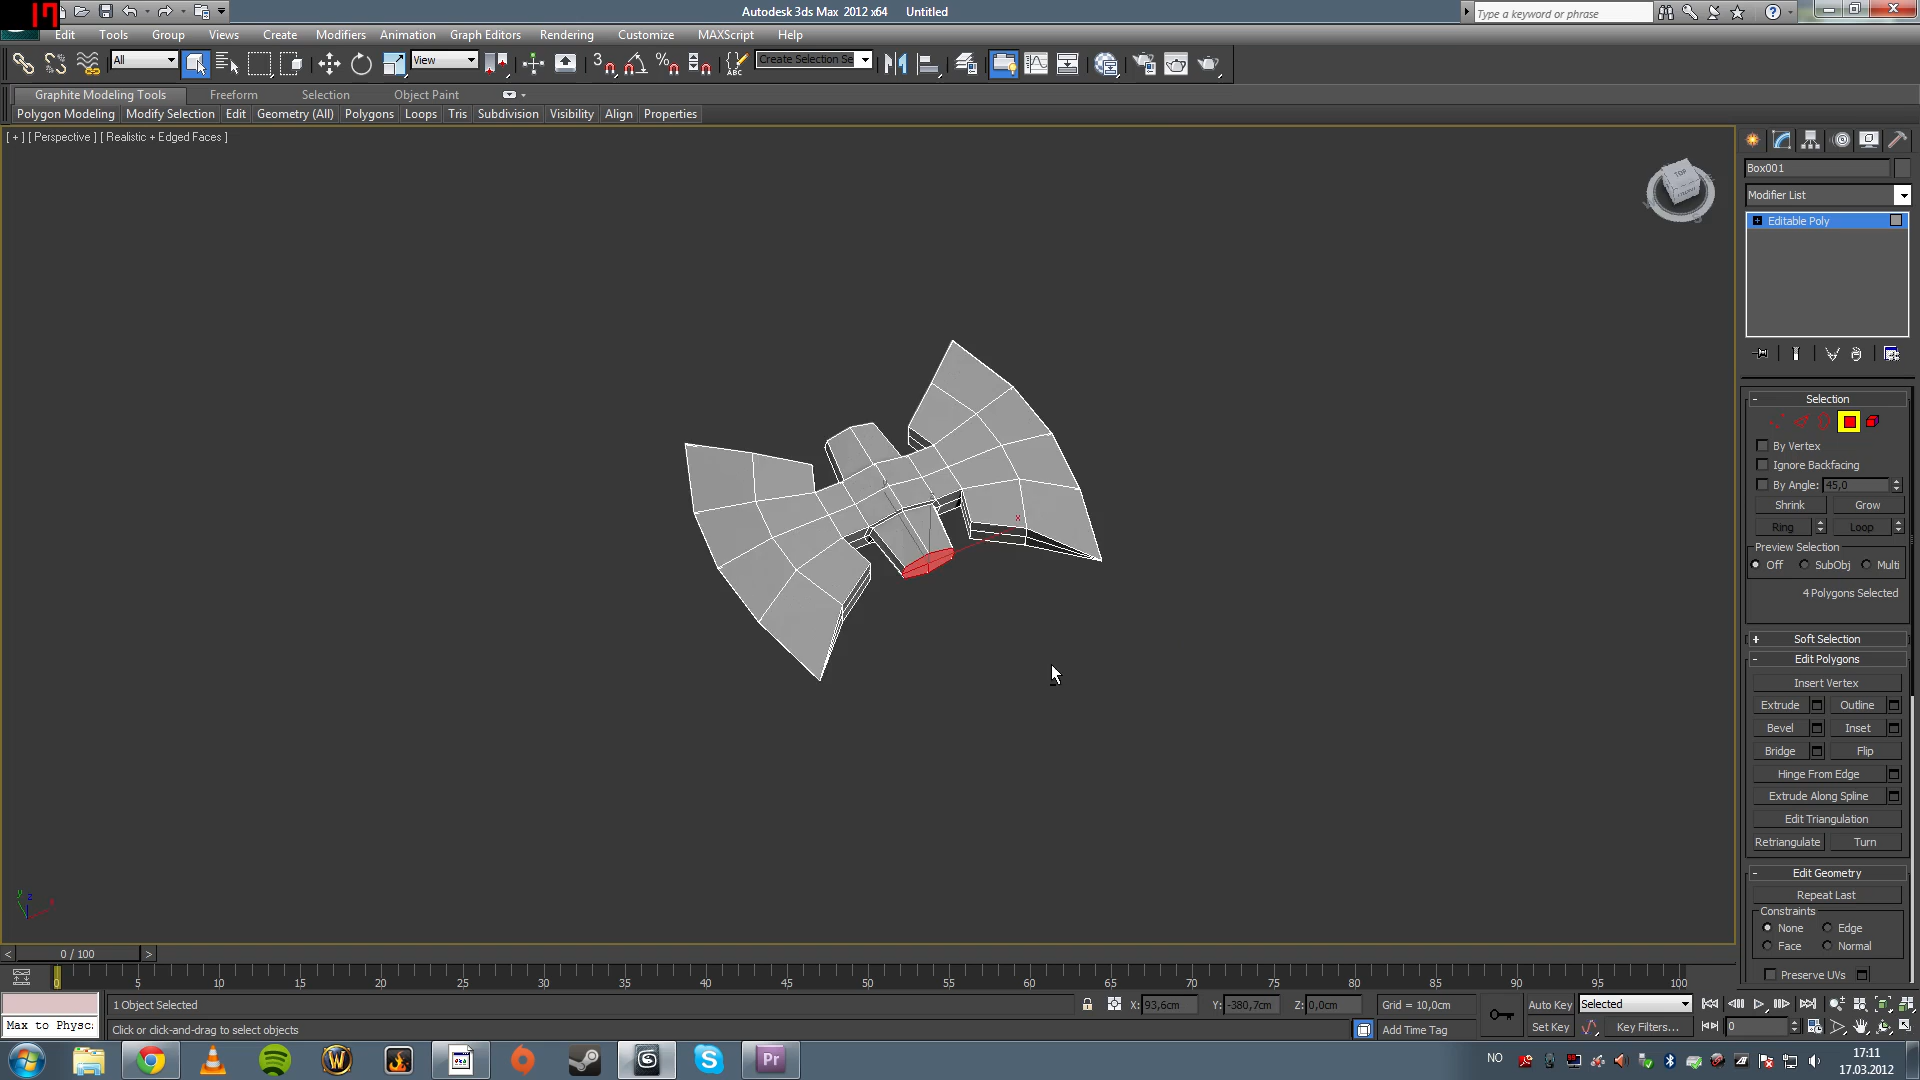 17
Autodesk 3ds Max 2012 x64 Untitled
Type a keyword or phrase
Edit Tools Group Views Create Modifiers Animation Graph Editors Rendering Customize MAXScript Help
All View Create Selection Se
Graphite Modeling Tools Freeform Selection Object Paint
Polygon Modeling Modify Selection Edit Geometry (All) Polygons Loops Tris Subdivision Visibility Align Properties
[ + ] [ Perspective ] [ Realistic + Edged Faces ]
TOP
Box001
Modifier List
Editable Poly
Selection
By Vertex
Ignore Backfacing
By Angle: 45,0
Shrink Grow
Ring Loop
Preview Selection
Off SubObj Multi
4 Polygons Selected
Soft Selection
Edit Polygons
Insert Vertex
Extrude Outline
Bevel Inset
Bridge Flip
Hinge From Edge
Extrude Along Spline
Edit Triangulation
Retriangulate Turn
Edit Geometry
Repeat Last
Constraints
None Edge
Face Normal
Preserve UVs
x
y z x
< 0 / 100 >
0 5 10 15 20 25 30 35 40 45 50 55 60 65 70 75 80 85 90 95 100
1 Object Selected X: 93,6cm Y: -380,7cm Z: 0,0cm Grid = 10,0cm Auto Key Selected
Max to Physc: Click or click-and-drag to select objects Add Time Tag Set Key Key Filters... 0
Pr NO 17:11
17.03.2012